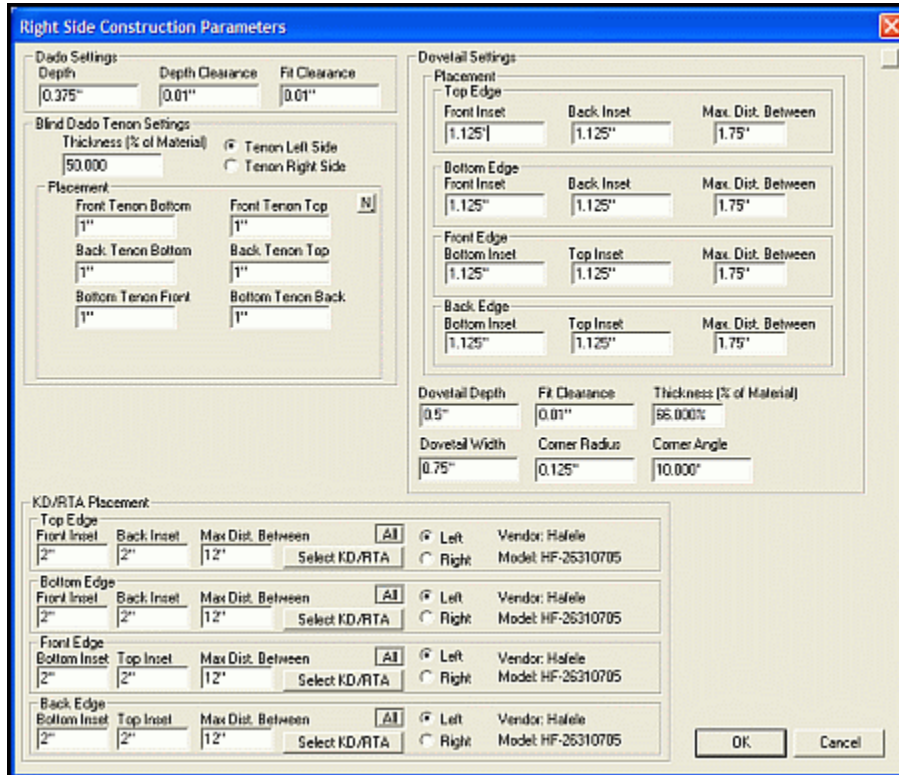 Right Side Construction Parameters
Dado Settings
Depth Depth Clearance Fit Clearance
0.375" 0.01" 0.01"
Blind Dado Tenon Settings
Thickness (% of Material)
50.000
Tenon Left Side
Tenon Right Side
Placement
Front Tenon Bottom Front Tenon Top N
1" 1"
Back Tenon Bottom Back Tenon Top
1" 1"
Bottom Tenon Front Bottom Tenon Back
1" 1"
Dovetail Settings
Placement
Top Edge
Front Inset Back Inset Max. Dist. Between
1.125" 1.125" 1.75"
Bottom Edge
Front Inset Back Inset Max. Dist. Between
1.125" 1.125" 1.75"
Front Edge
Bottom Inset Top Inset Max. Dist. Between
1.125" 1.125" 1.75"
Back Edge
Bottom Inset Top Inset Max. Dist. Between
1.125" 1.125" 1.75"
Dovetail Depth Fit Clearance Thickness (% of Material)
0.5" 0.01" 66.000%
Dovetail Width Corner Radius Corner Angle
0.75" 0.125" 10.000°
KD/RTA Placement
Top Edge
Front Inset Back Inset Max Dist. Between All Left Vendor: Hafele
2" 2" 12" Select KD/RTA Right Model: HF-26310705
Bottom Edge
Front Inset Back Inset Max Dist. Between All Left Vendor: Hafele
2" 2" 12" Select KD/RTA Right Model: HF-26310705
Front Edge
Bottom Inset Top Inset Max Dist. Between All Left Vendor: Hafele
2" 2" 12" Select KD/RTA Right Model: HF-26310705
Back Edge
Bottom Inset Top Inset Max Dist. Between All Left Vendor: Hafele
2" 2" 12" Select KD/RTA Right Model: HF-26310705
OK Cancel